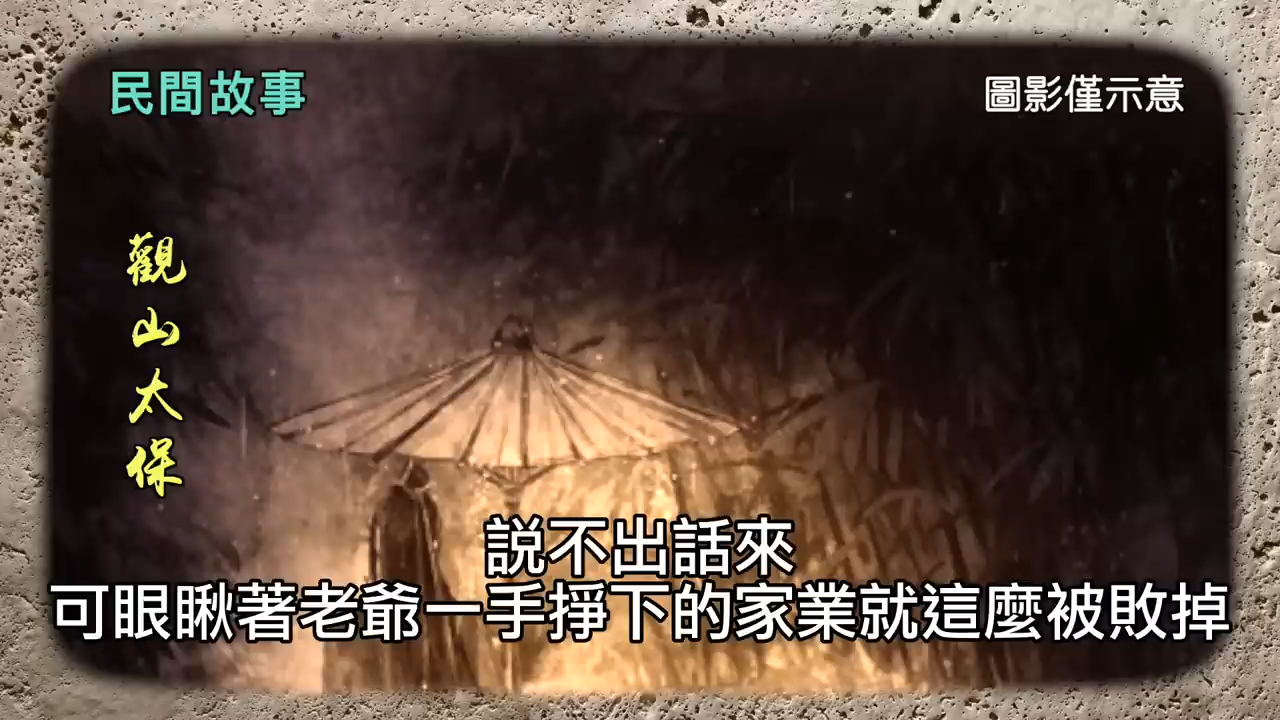 民間故事
圖影僅示意
觀山太保
説不出話來
可眼瞅著老爺一手掙下的家業就這麼被敗掉